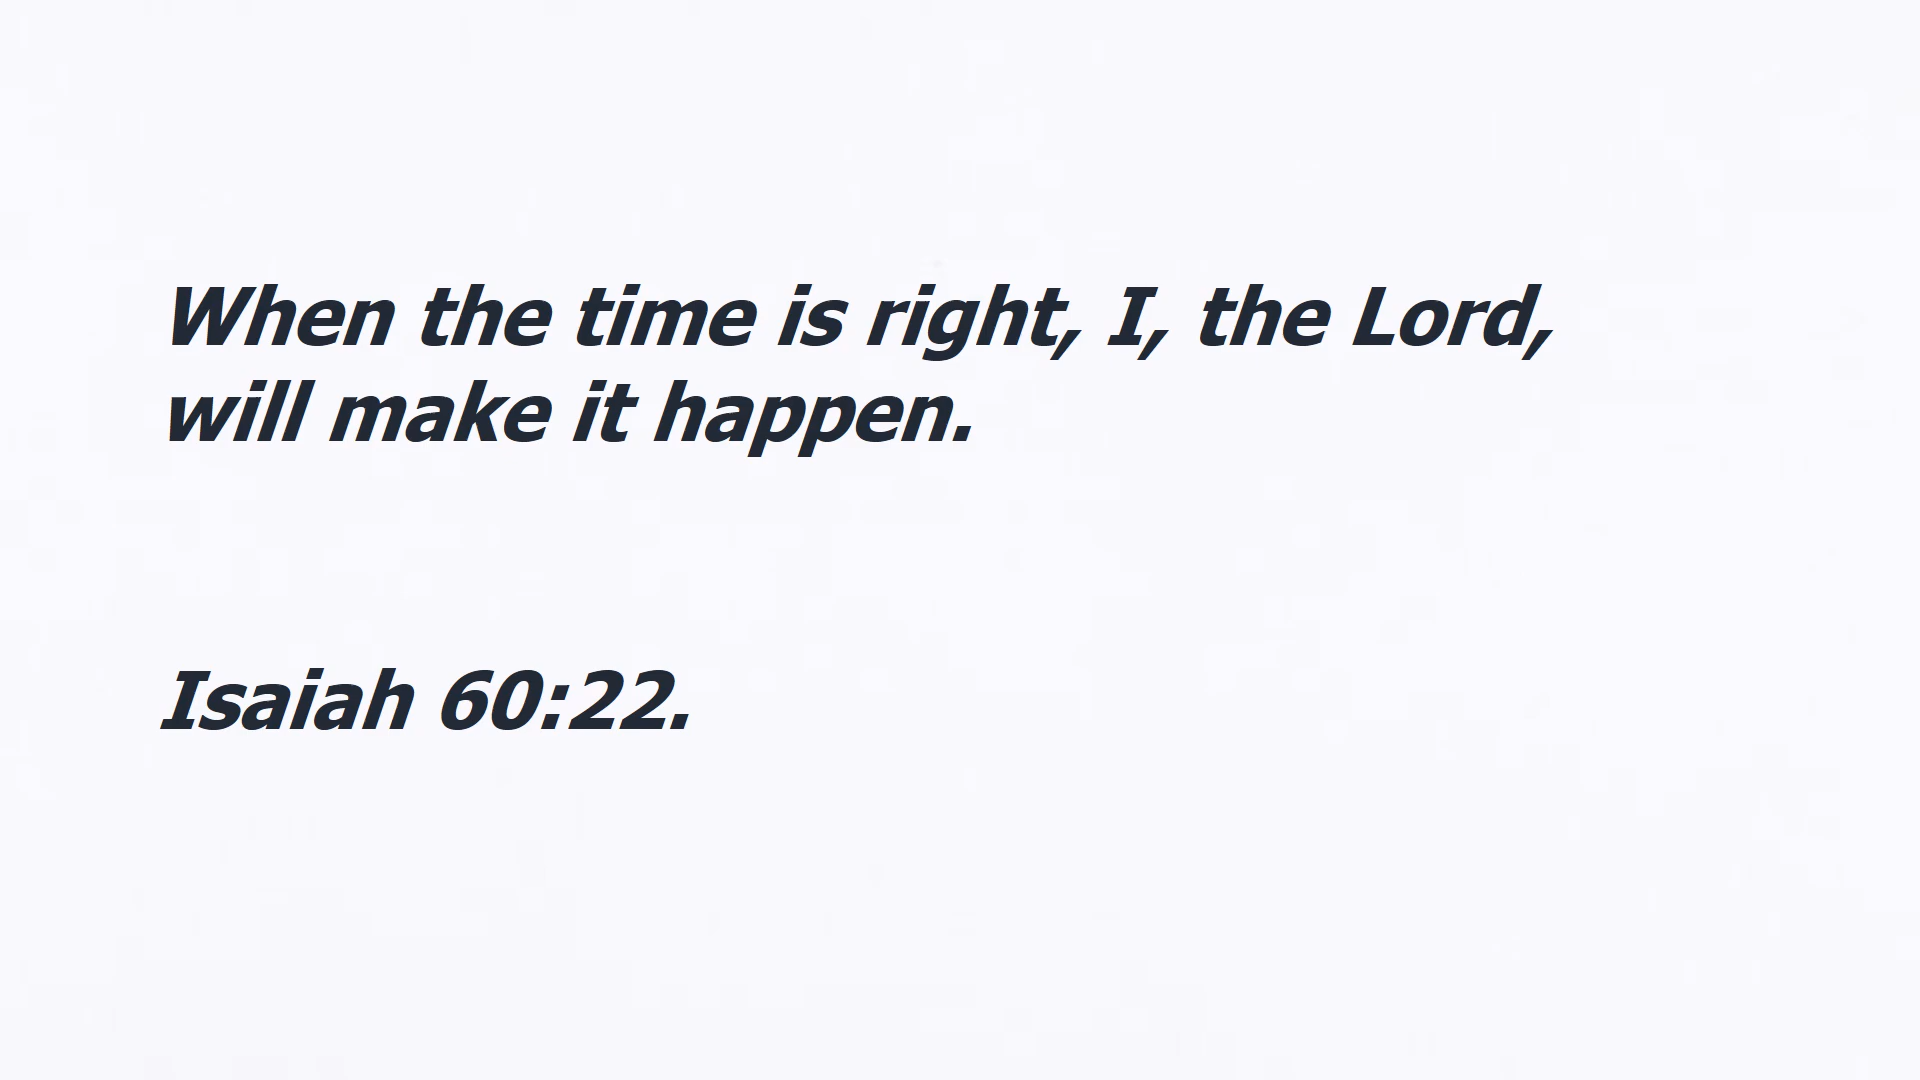 When the time is right, I, the Lord,
will make it happen.
Isaiah 60:22.